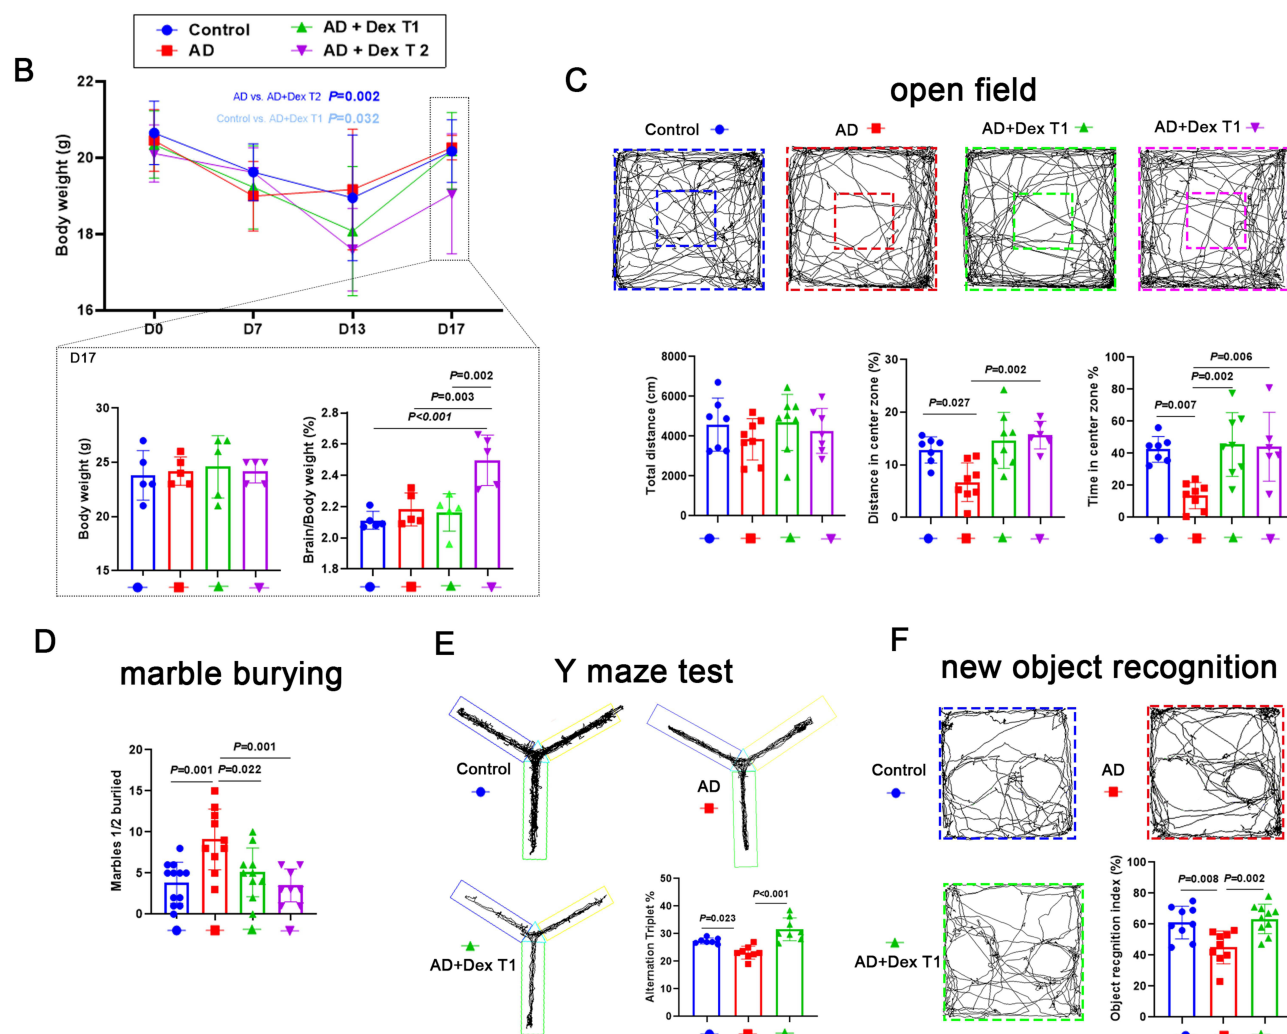 Control
AD
AD + Dex T1
AD + Dex T 2
B
Body weight (g)
22
20
18
16
AD vs. AD+Dex T2 P=0.002
Control vs. AD+Dex T1 P=0.032
D0
D7
D13
D17
D17
Body weight (g)
30
25
20
15
Brain/Body weight (%)
2.8
2.6
2.4
2.2
2.0
1.8
P=0.002
P=0.003
P<0.001
C
open field
Control
AD
AD+Dex T1
AD+Dex T1
Total distance (cm)
8000
6000
4000
2000
0
Distance in center zone (%)
30
20
10
0
P=0.002
P=0.027
Time in center zone %
100
80
60
40
20
0
P=0.006
P=0.002
P=0.007
D
marble burying
Marbles 1/2 buriied
20
15
10
5
0
P=0.001
P=0.001
P=0.022
E
Y maze test
Control
AD
AD+Dex T1
Alternation Triplet %
50
40
30
20
10
0
P<0.001
P=0.023
F
new object recognition
Control
AD
AD+Dex T1
Object recgnition index (%)
100
80
60
40
20
0
P=0.008
P=0.002